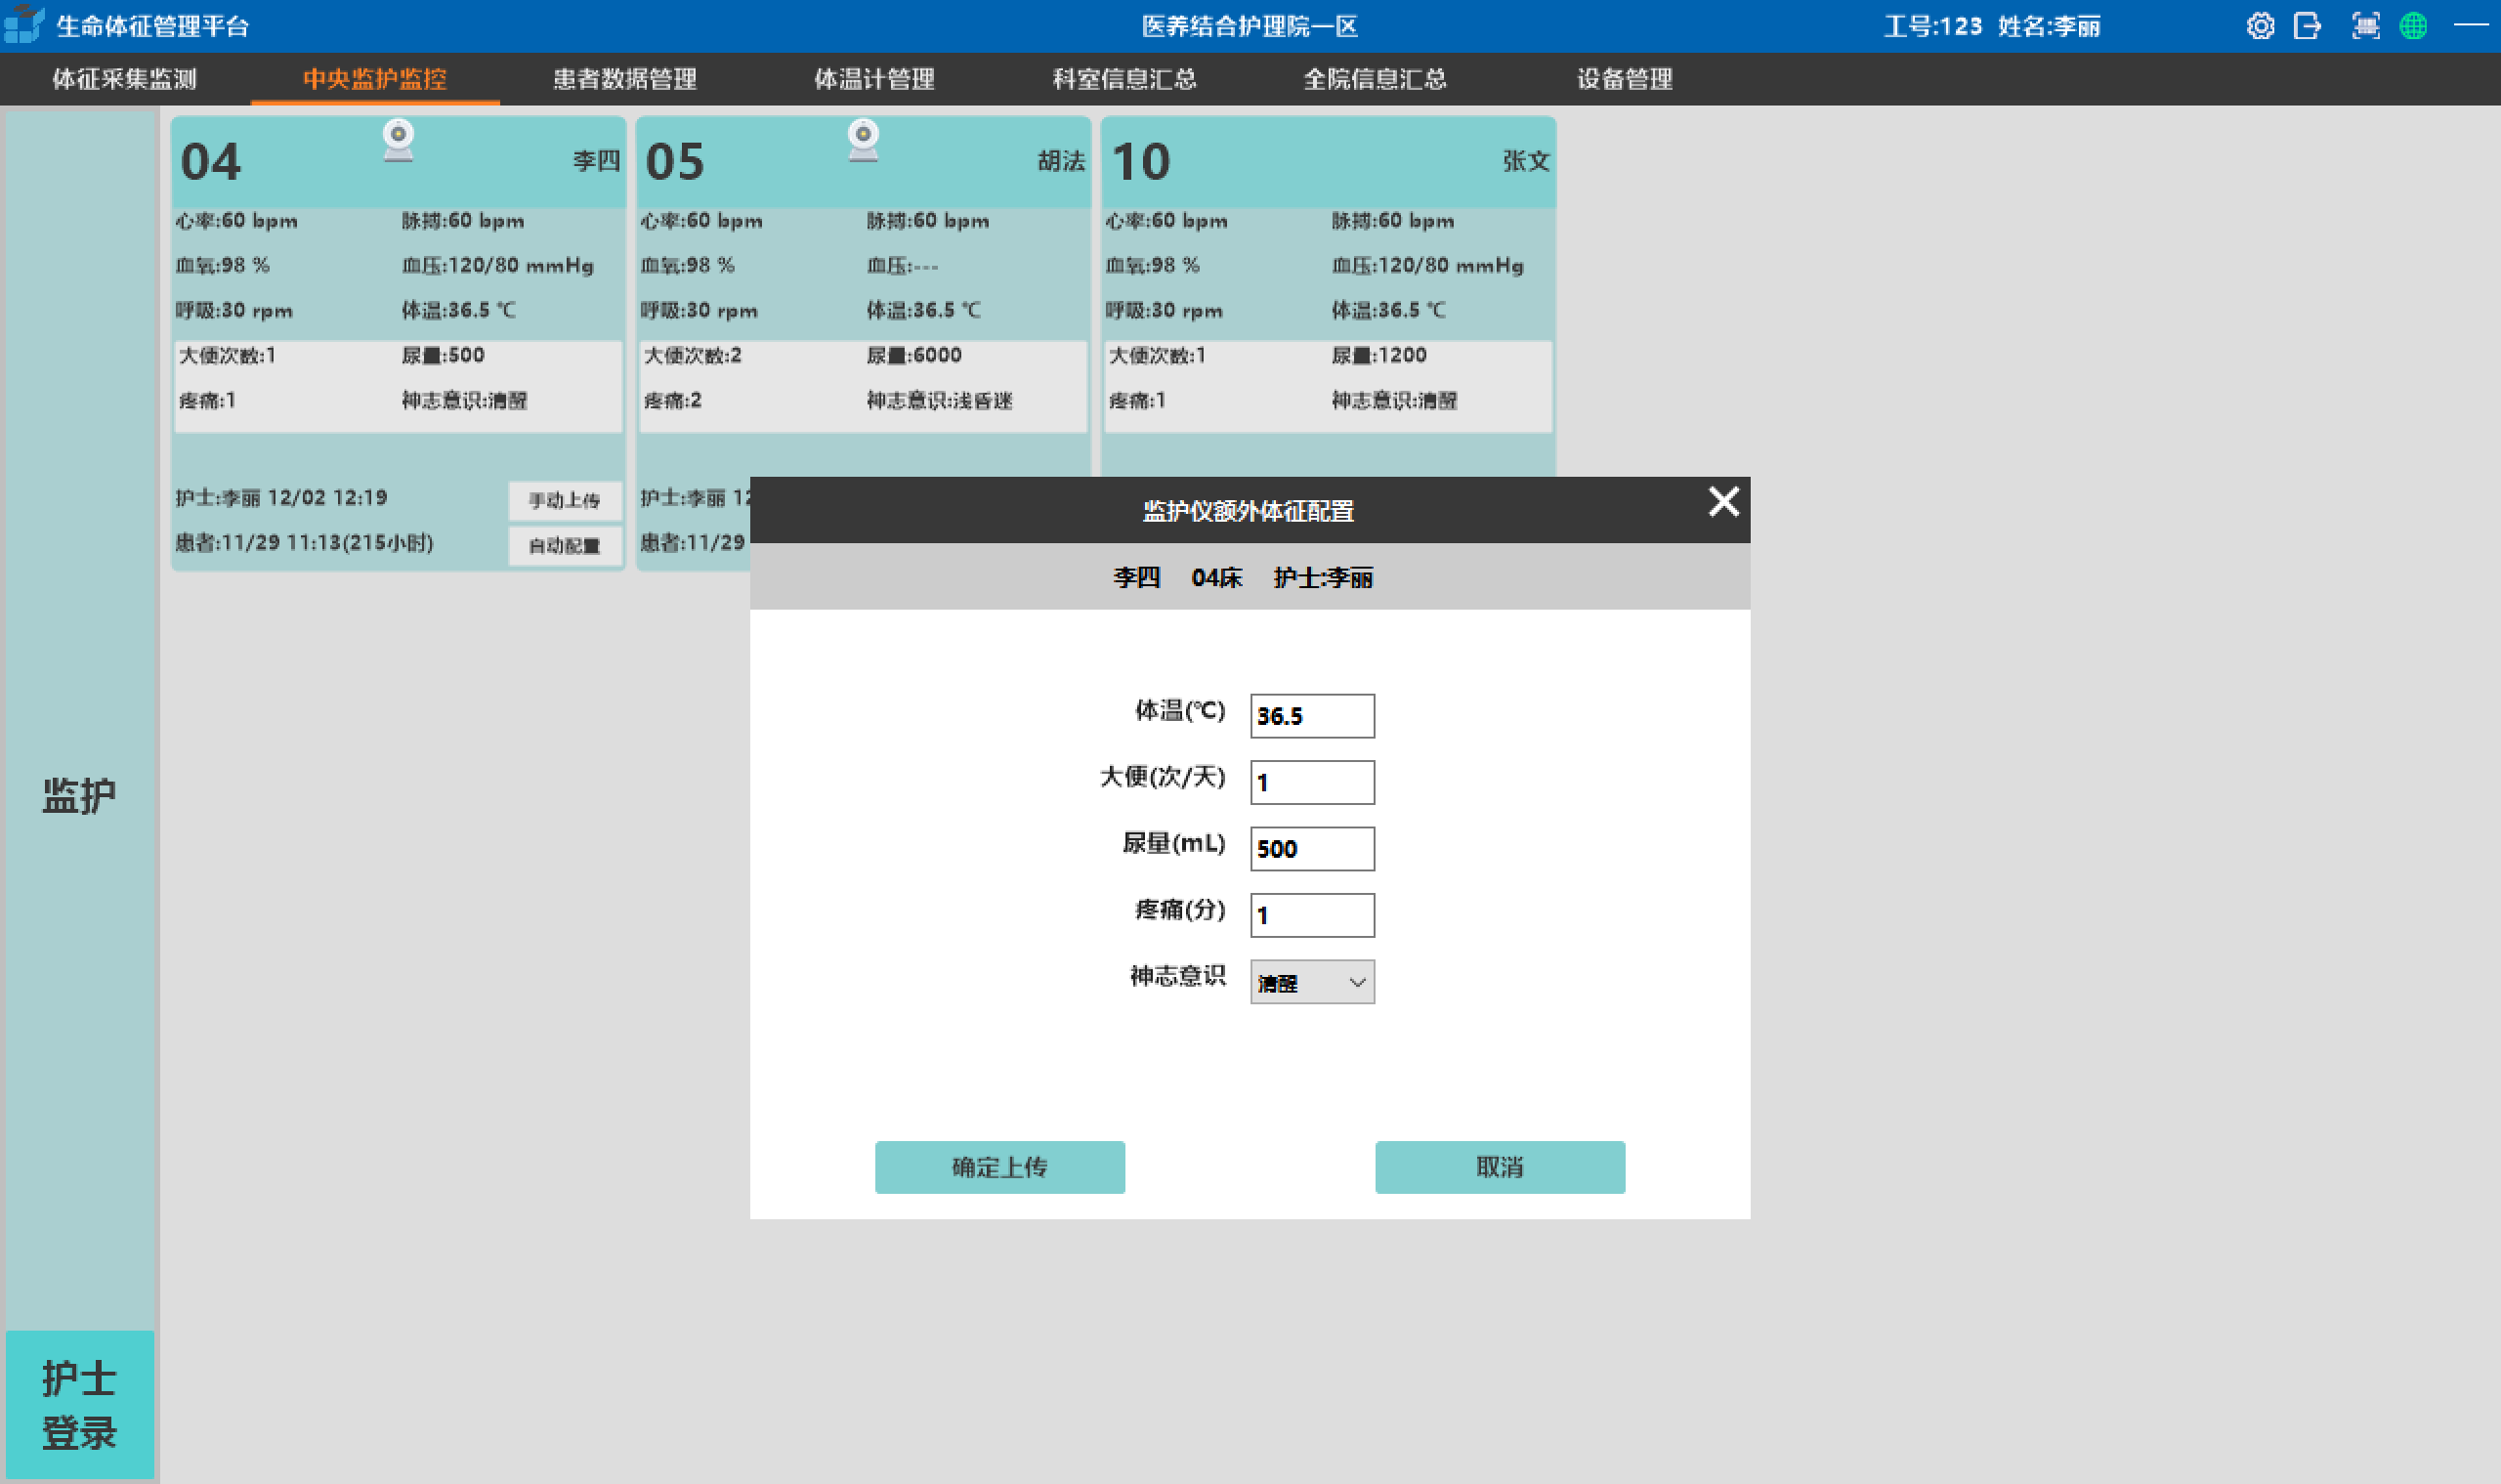 生命体征管理平台 医养结合护理院一区 工号:123 姓名:李丽
体征采集监测 中央监护监控 患者数据管理 体温计管理 科室信息汇总 全院信息汇总 设备管理
监护
护士
登录
04 李四
心率:60 bpm 脉搏:60 bpm
血氧:98 % 血压:120/80 mmHg
呼吸:30 rpm 体温:36.5 ℃
大便次数:1 尿量:500
疼痛:1 神志意识:清醒
护士:李丽 12/02 12:19 手动上传
患者:11/29 11:13(215小时) 自动配置
05 胡法
心率:60 bpm 脉搏:60 bpm
血氧:98 % 血压:---
呼吸:30 rpm 体温:36.5 ℃
大便次数:2 尿量:6000
疼痛:2 神志意识:浅昏迷
护士:李丽 12
患者:11/29
10 张文
心率:60 bpm 脉搏:60 bpm
血氧:98 % 血压:120/80 mmHg
呼吸:30 rpm 体温:36.5 ℃
大便次数:1 尿量:1200
疼痛:1 神志意识:清醒
监护仪额外体征配置
李四 04床 护士:李丽
体温(℃) 36.5
大便(次/天) 1
尿量(mL) 500
疼痛(分) 1
神志意识 清醒
确定上传 取消